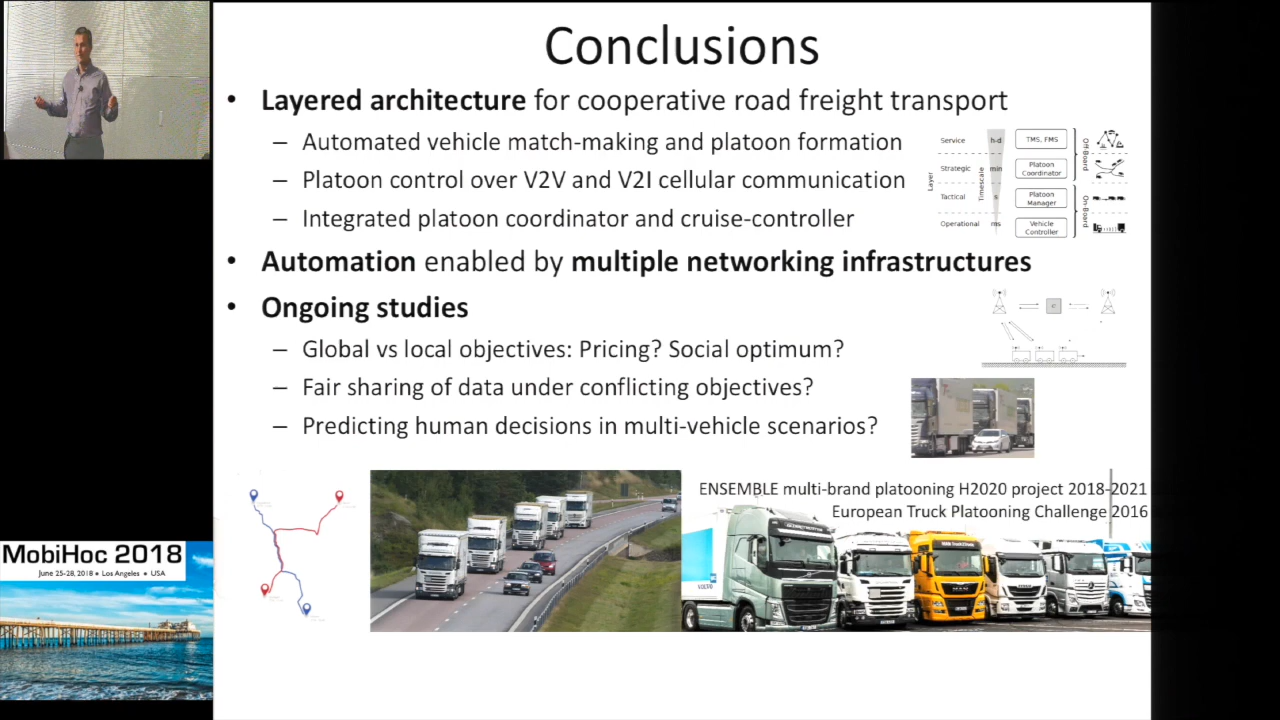 Conclusions
• Layered architecture for cooperative road freight transport
– Automated vehicle match-making and platoon formation
– Platoon control over V2V and V2I cellular communication
– Integrated platoon coordinator and cruise-controller
Layer
Service
Strategic
Tactical
Operational
Timescale
h-d
min
s
ms
TMS, FMS
Platoon
Coordinator
Platoon
Manager
Vehicle
Controller
Off-Board
On-Board
• Automation enabled by multiple networking infrastructures
• Ongoing studies
– Global vs local objectives: Pricing? Social optimum?
– Fair sharing of data under conflicting objectives?
– Predicting human decisions in multi-vehicle scenarios?
C
ENSEMBLE multi-brand platooning H2020 project 2018-2021
European Truck Platooning Challenge 2016
VOLVO
MobiHoc 2018
June 25-28, 2018 • Los Angeles • USA